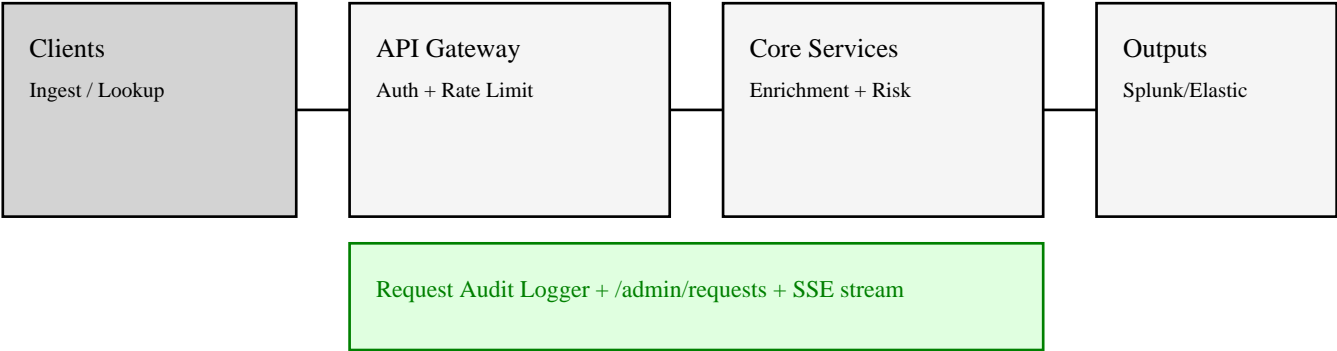 Clients
Ingest / Lookup
API Gateway
Auth + Rate Limit
Core Services
Enrichment + Risk
Outputs
Splunk/Elastic
Request Audit Logger + /admin/requests + SSE stream